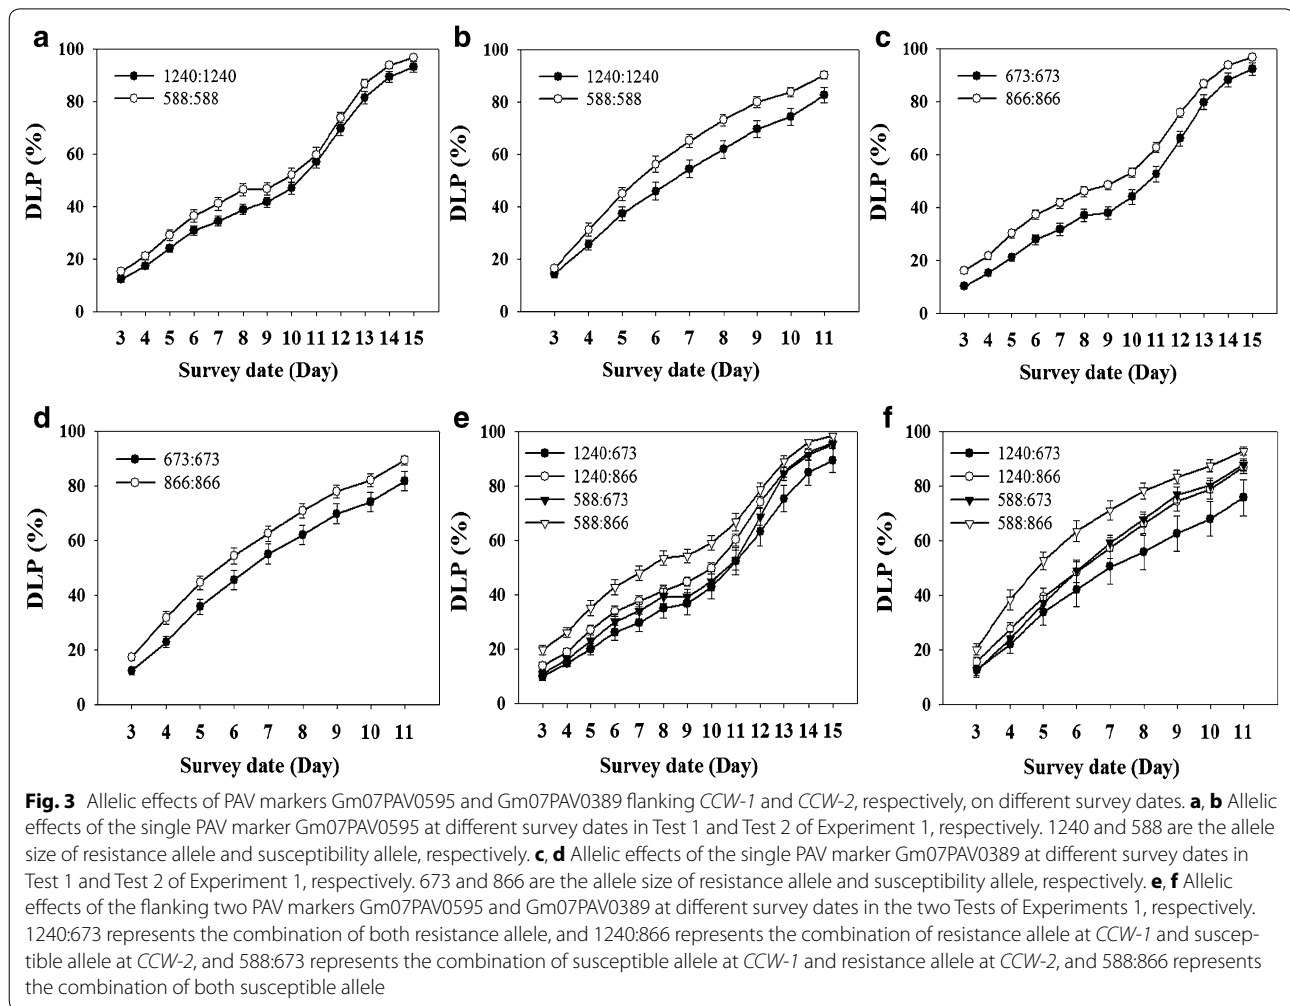 a
100
80
60
40
20
0
DLP (%)
1240:1240
588:588
3 4 5 6 7 8 9 10 11 12 13 14 15
Survey date (Day)
b
100
80
60
40
20
0
DLP (%)
1240:1240
588:588
3 4 5 6 7 8 9 10 11
Survey date (Day)
c
100
80
60
40
20
0
DLP (%)
673:673
866:866
3 4 5 6 7 8 9 10 11 12 13 14 15
Survey date (Day)
d
100
80
60
40
20
0
DLP (%)
673:673
866:866
3 4 5 6 7 8 9 10 11
Survey date (Day)
e
100
80
60
40
20
0
DLP (%)
1240:673
1240:866
588:673
588:866
3 4 5 6 7 8 9 10 11 12 13 14 15
Survey date (Day)
f
100
80
60
40
20
0
DLP (%)
1240:673
1240:866
588:673
588:866
3 4 5 6 7 8 9 10 11
Survey date (Day)
Fig. 3 Allelic effects of PAV markers Gm07PAV0595 and Gm07PAV0389 flanking CCW-1 and CCW-2, respectively, on different survey dates. a, b Allelic
effects of the single PAV marker Gm07PAV0595 at different survey dates in Test 1 and Test 2 of Experiment 1, respectively. 1240 and 588 are the allele
size of resistance allele and susceptibility allele, respectively. c, d Allelic effects of the single PAV marker Gm07PAV0389 at different survey dates in
Test 1 and Test 2 of Experiment 1, respectively. 673 and 866 are the allele size of resistance allele and susceptibility allele, respectively. e, f Allelic
effects of the flanking two PAV markers Gm07PAV0595 and Gm07PAV0389 at different survey dates in the two Tests of Experiments 1, respectively.
1240:673 represents the combination of both resistance allele, and 1240:866 represents the combination of resistance allele at CCW-1 and suscep-
tible allele at CCW-2, and 588:673 represents the combination of susceptible allele at CCW-1 and resistance allele at CCW-2, and 588:866 represents
the combination of both susceptible allele